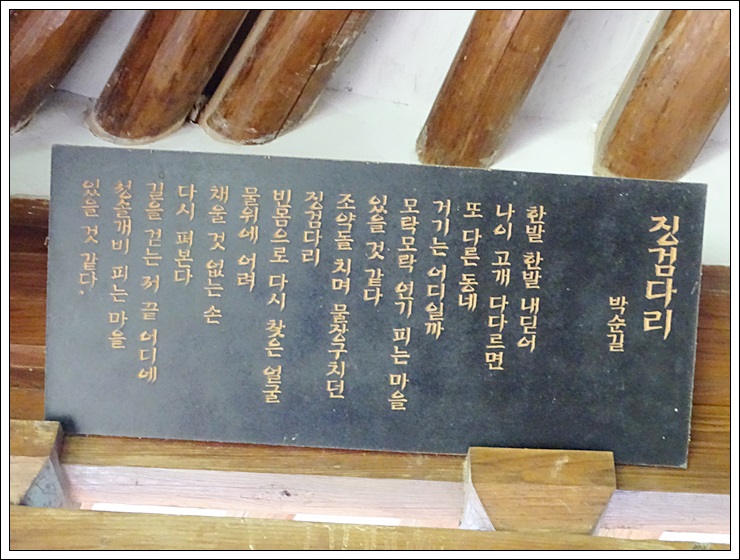 징검다리
박순길
한발 한발 내딛어
나이 고개 다다르면
또 다른 동네
거기는 어디일까
모락모락 연기 피는 마을
있을 것 같다
조약돌 치며 물장구치던
징검다리
빈몸으로 다시 찾은 얼굴
물위에 어려
채울 것 없는 손
다시 펴본다
길을 걷는 저 끝 어디에
첫솔개비 피는 마을
있을 것 같다.